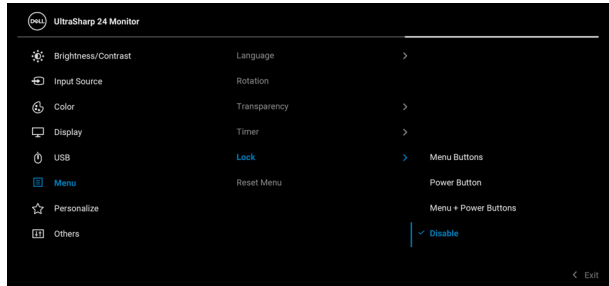 DELL UltraSharp 24 Monitor
Brightness/Contrast Language
Input Source Rotation
Color Transparency
Display Timer
USB Lock Menu Buttons
Menu Reset Menu Power Button
Personalize Menu + Power Buttons
Others Disable
Exit